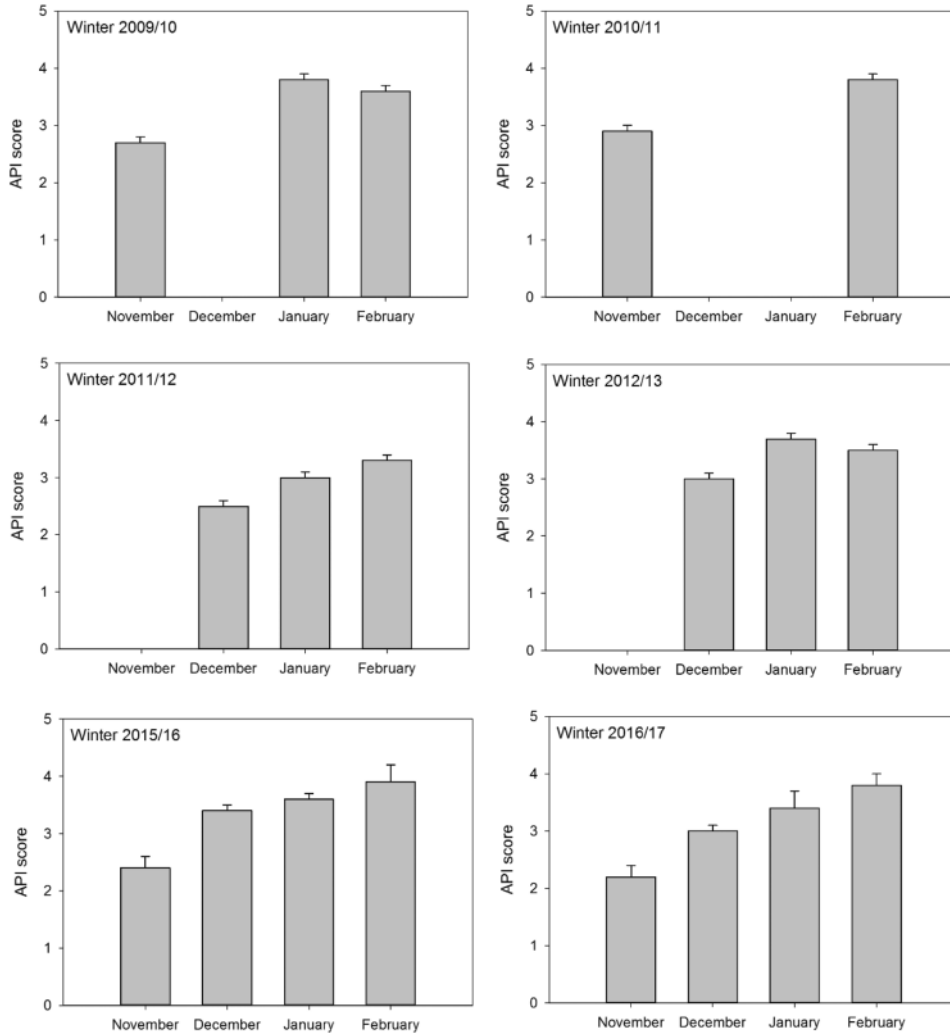 Winter 2009/10
API score
5
4
3
2
1
0
November December January February
Winter 2010/11
API score
5
4
3
2
1
0
November December January February
Winter 2011/12
API score
5
4
3
2
1
0
November December January February
Winter 2012/13
API score
5
4
3
2
1
0
November December January February
Winter 2015/16
API score
5
4
3
2
1
0
November December January February
Winter 2016/17
API score
5
4
3
2
1
0
November December January February